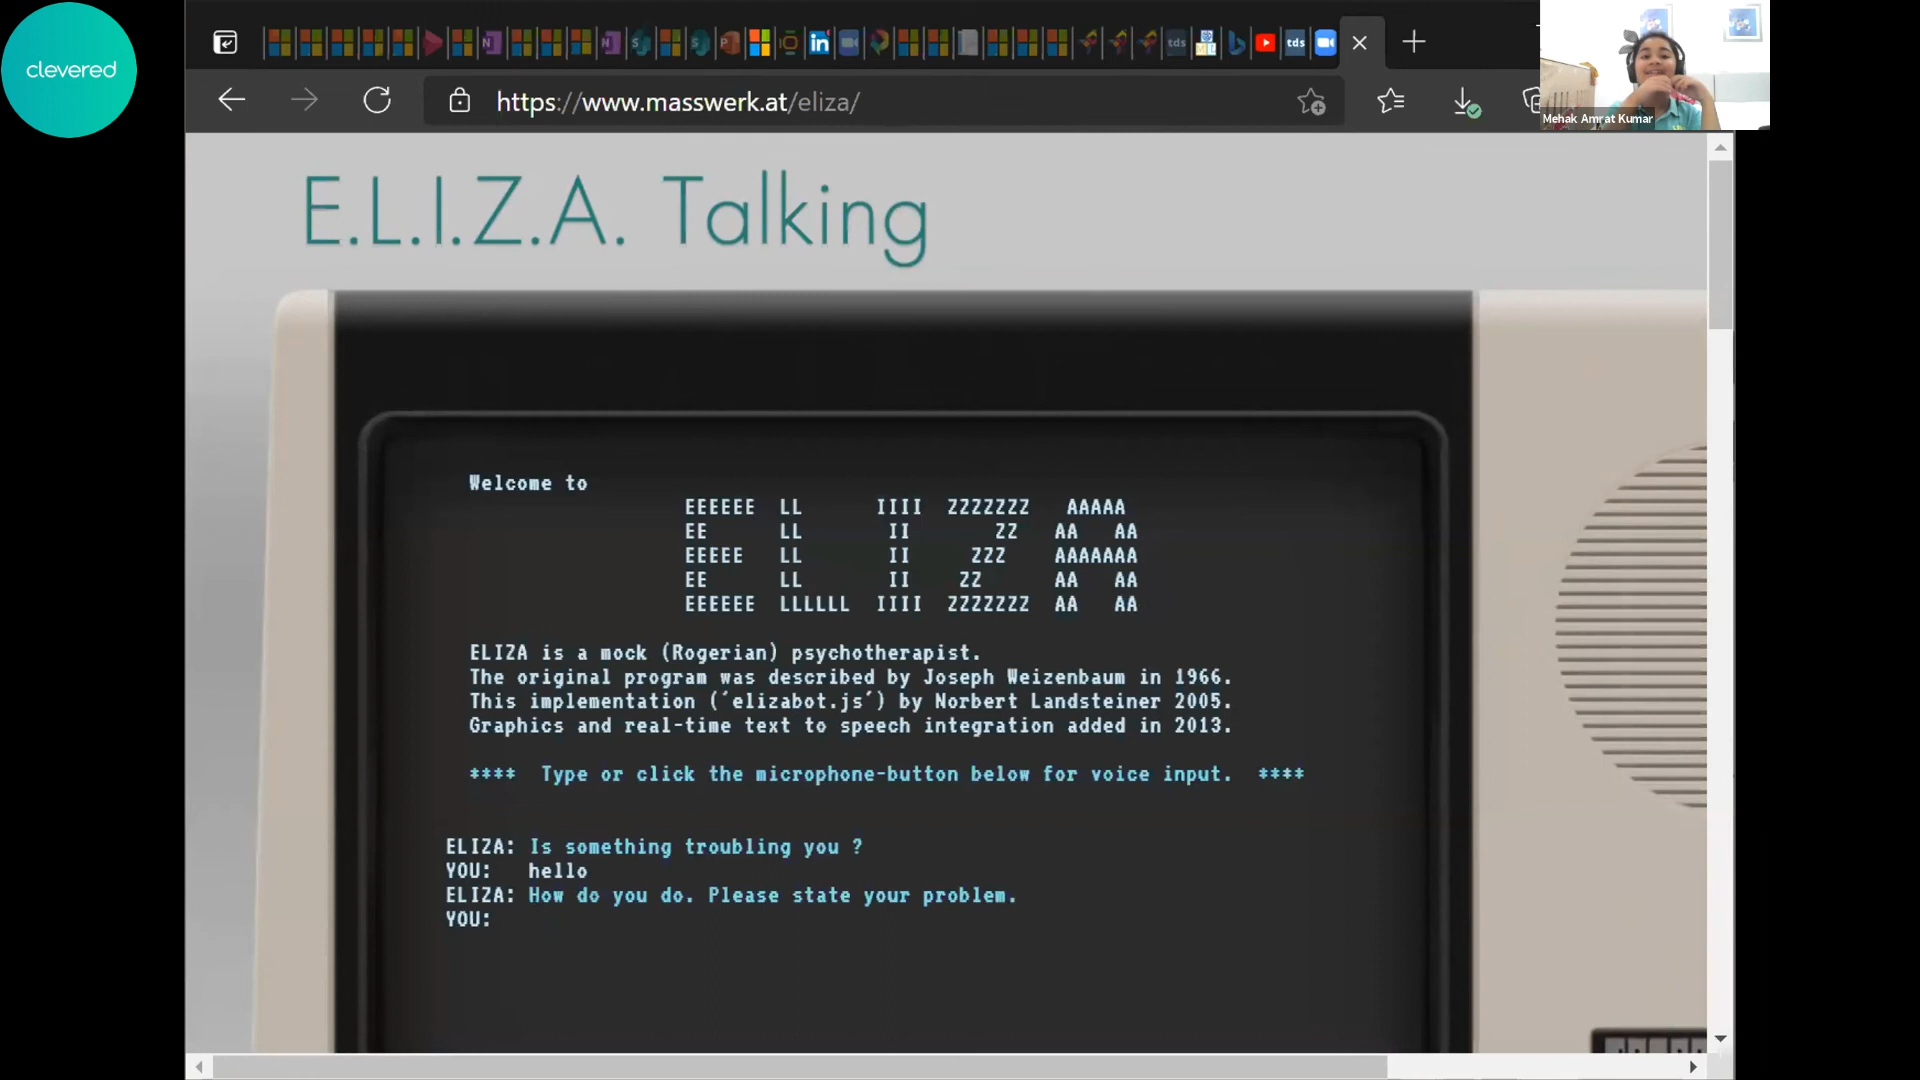 clevered
tds
tds
https://www.masswerk.at/eliza/
Mehak Amrat Kumar
E.L.I.Z.A. Talking
Welcome to
EEEEEE LL IIII ZZZZZZZ AAAAA
EE LL II ZZ AA AA
EEEEE LL II ZZZ AAAAAAA
EE LL II ZZ AA AA
EEEEEE LLLLLL IIII ZZZZZZZ AA AA
ELIZA is a mock (Rogerian) psychotherapist.
The original program was described by Joseph Weizenbaum in 1966.
This implementation (´elizabot.js´) by Norbert Landsteiner 2005.
Graphics and real-time text to speech integration added in 2013.
**** Type or click the microphone-button below for voice input. ****
ELIZA: Is something troubling you ?
YOU: hello
ELIZA: How do you do. Please state your problem.
YOU: